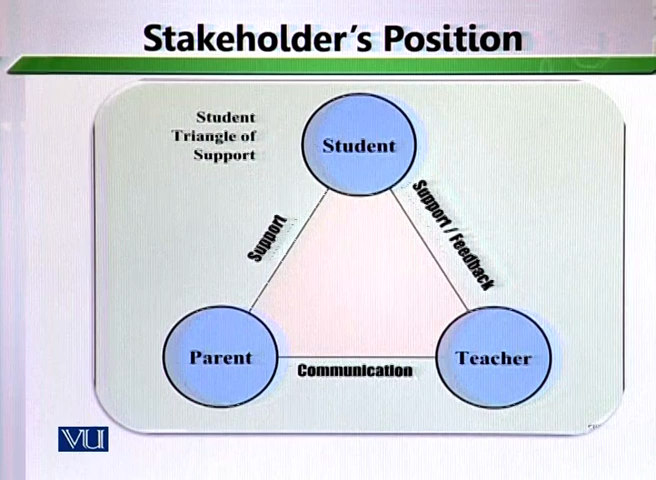 Stakeholder's Position
Student
Triangle of
Support
Student
Support
Support / Feedback
Parent
Communication
Teacher
VU